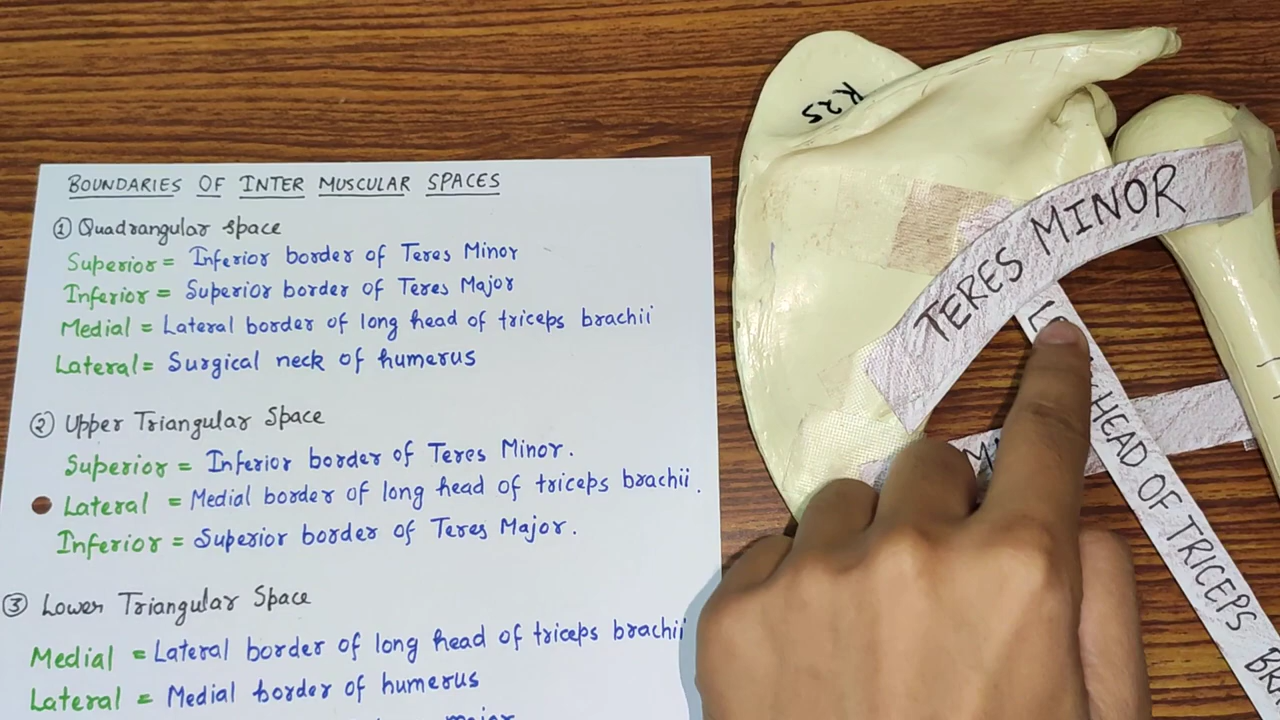 BOUNDARIES OF INTER MUSCULAR SPACES
① Quadrangular space
Superior = Inferior border of Teres Minor
Inferior = Superior border of Teres Major
Medial = Lateral border of long head of triceps brachii
Lateral = Surgical neck of humerus
② Upper Triangular Space
Superior = Inferior border of Teres Minor.
Lateral = Medial border of long head of triceps brachii.
Inferior = Superior border of Teres Major.
③ Lower Triangular Space
Medial = Lateral border of long head of triceps brachii
Lateral = Medial border of humerus
major
K25
TERES MINOR
HEAD OF TRICEPS